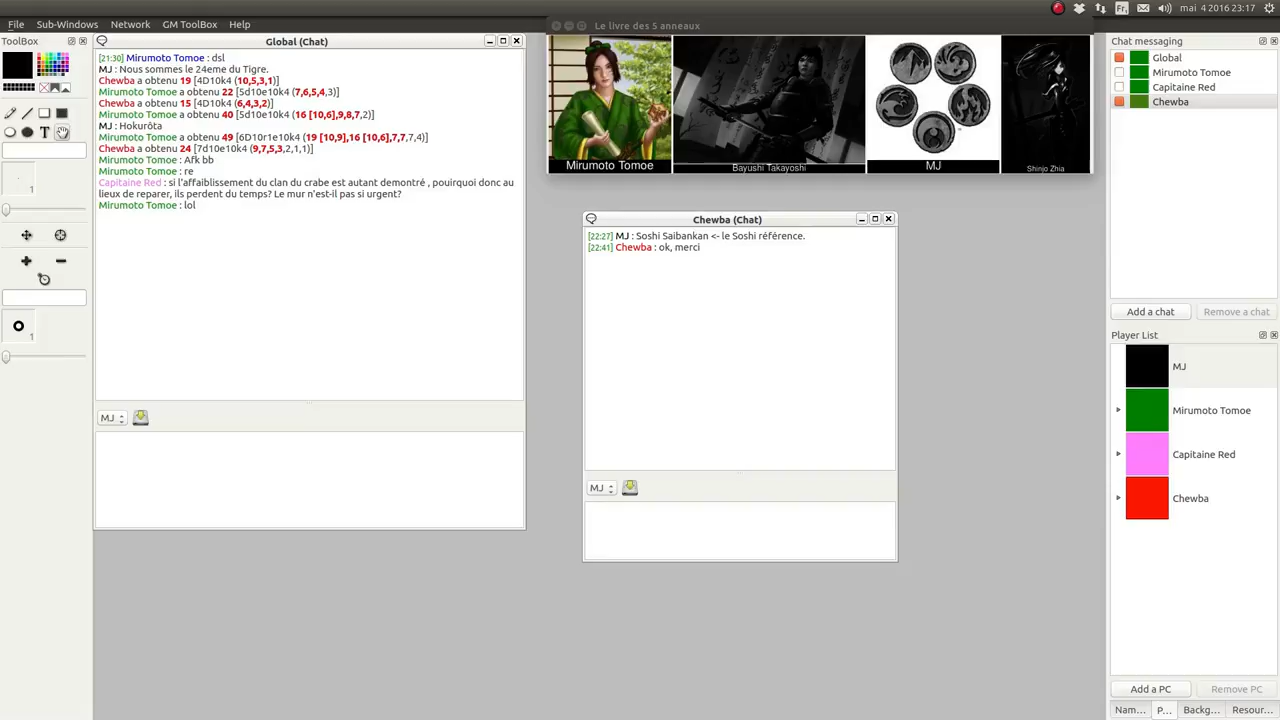 File Sub-Windows Network GM ToolBox Help
Fr, mai 4 2016 23:17
ToolBox
1
1
Global (Chat)
[21:30] Mirumoto Tomoe : dsl
MJ : Nous sommes le 24eme du Tigre.
Chewba a obtenu 19 [4D10k4 (10,5,3,1)]
Mirumoto Tomoe a obtenu 22 [5d10e10k4 (7,6,5,4,3)]
Chewba a obtenu 15 [4D10k4 (6,4,3,2)]
Mirumoto Tomoe a obtenu 40 [5d10e10k4 (16 [10,6],9,8,7,2)]
MJ : Hokurôta
Mirumoto Tomoe a obtenu 49 [6D10r1e10k4 (19 [10,9],16 [10,6],7,7,7,4)]
Chewba a obtenu 24 [7d10e10k4 (9,7,5,3,2,1,1)]
Mirumoto Tomoe : Afk bb
Mirumoto Tomoe : re
Capitaine Red : si l'affaiblissement du clan du crabe est autant demontré , pouirquoi donc au
lieux de reparer, ils perdent du temps? Le mur n'est-il pas si urgent?
Mirumoto Tomoe : lol
MJ
Le livre des 5 anneaux
Mirumoto Tomoe
Bayushi Takayoshi
MJ
Shinjo Zhia
Chewba (Chat)
[22:27] MJ : Soshi Saibankan <- le Soshi référence.
[22:41] Chewba : ok, merci
MJ
Chat messaging
Global
Mirumoto Tomoe
Capitaine Red
Chewba
Add a chat Remove a chat
Player List
MJ
Mirumoto Tomoe
Capitaine Red
Chewba
Add a PC Remove PC
Nam... P... Backg... Resour...